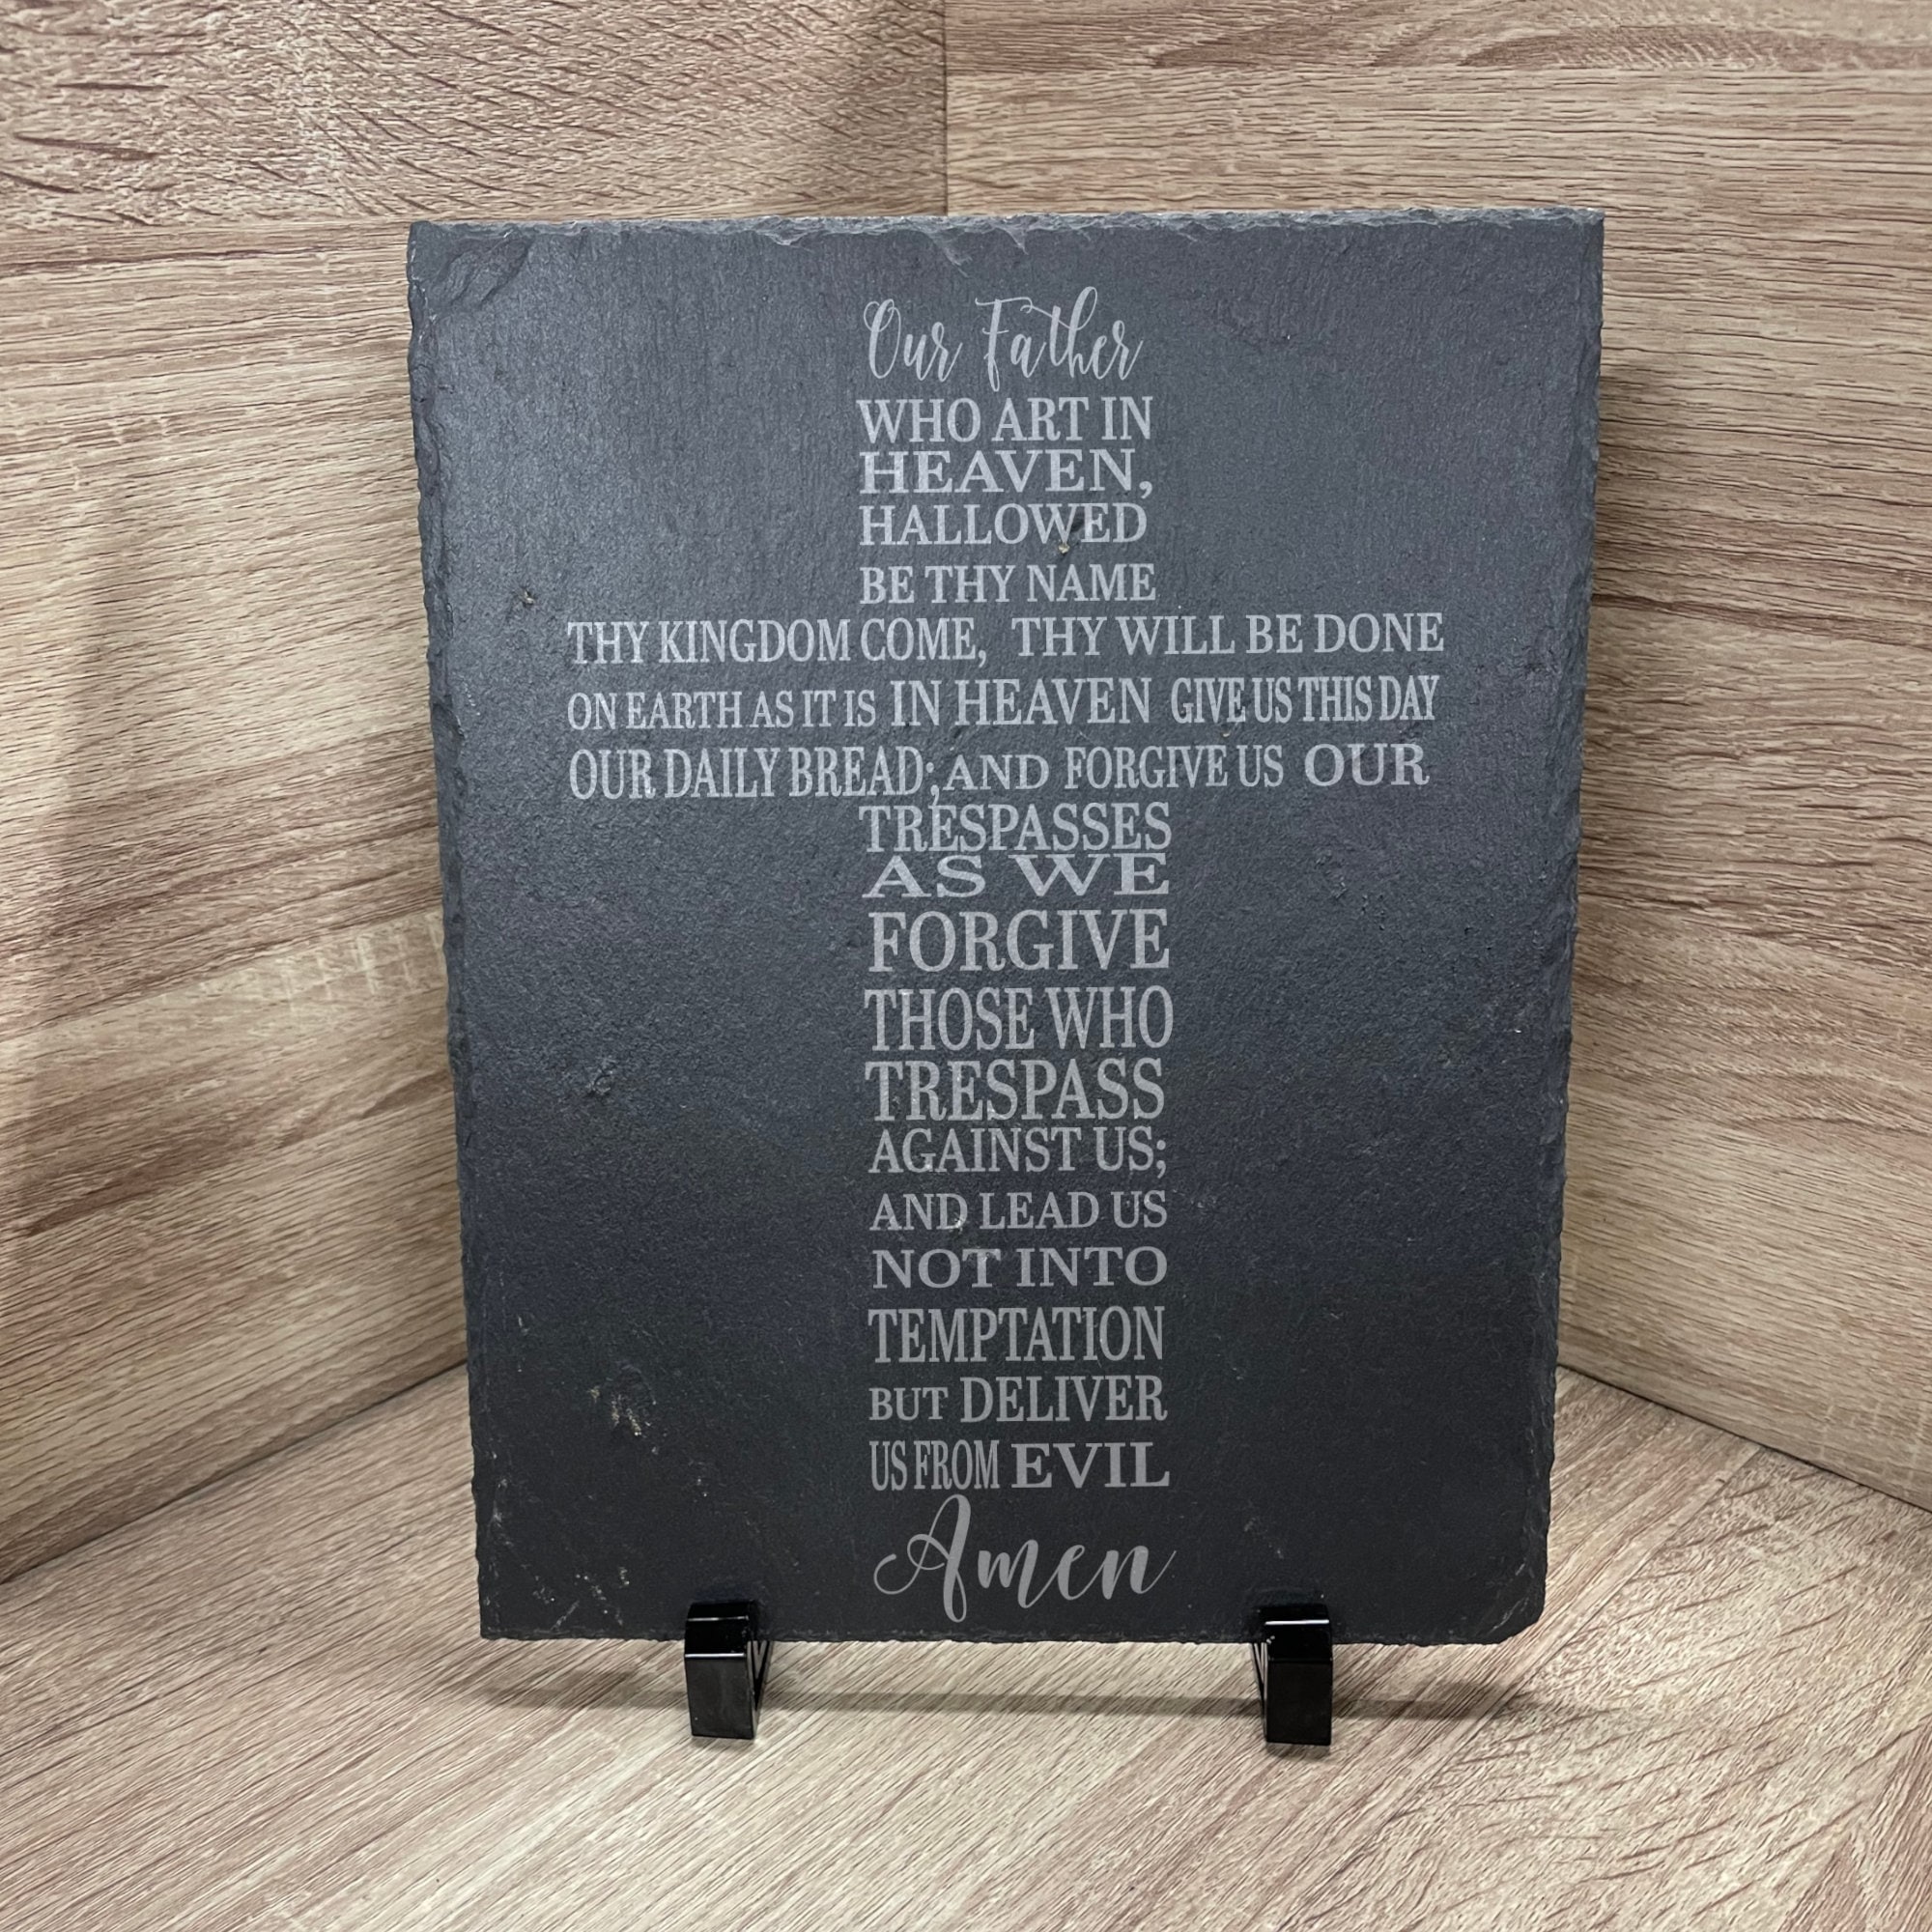 Our Father
WHO ART IN
HEAVEN,
HALLOWED
BE THY NAME
THY KINGDOM COME, THY WILL BE DONE
ON EARTH AS IT IS IN HEAVEN GIVE US THIS DAY
OUR DAILY BREAD; AND FORGIVE US OUR
TRESPASSES
AS WE
FORGIVE
THOSE WHO
TRESPASS
AGAINST US;
AND LEAD US
NOT INTO
TEMPTATION
BUT DELIVER
US FROM EVIL
Amen